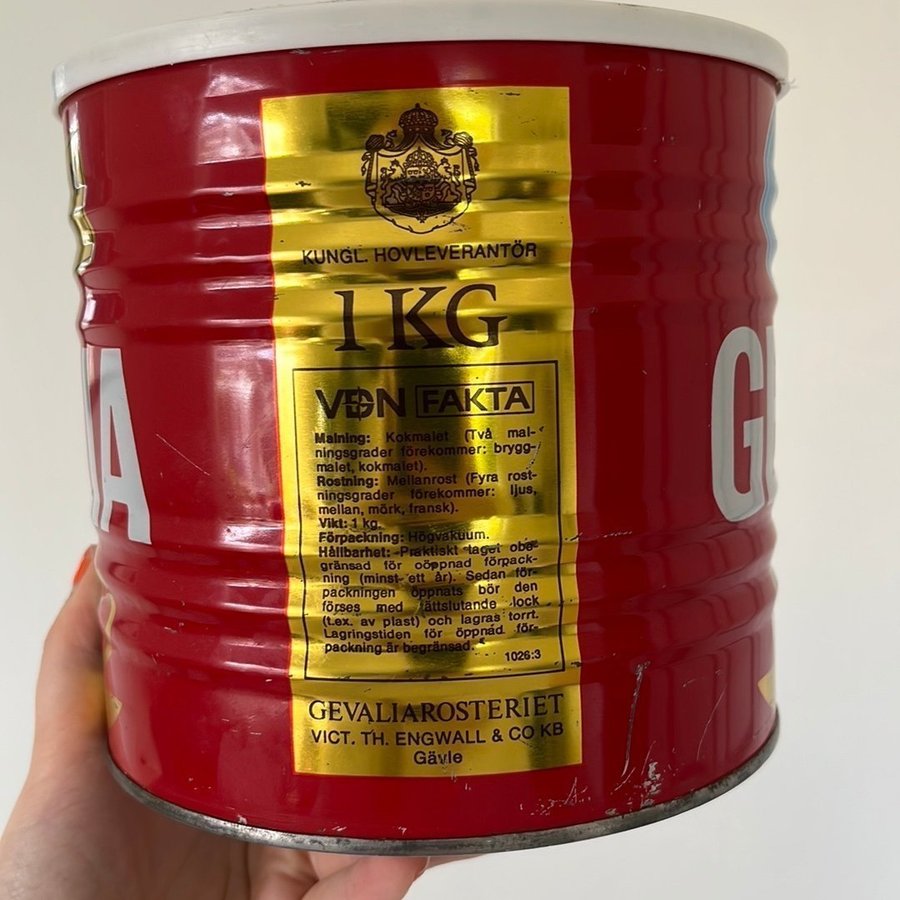 KUNGL. HOVLEVERANTÖR
1 KG
VDN FAKTA
Malning: Kokmalet (Två mal-
ningsgrader förekommer: brygg-
malet, kokmalet).
Rostning: Mellanrost (Fyra rost-
ningsgrader förekommer: ljus,
mellan, mörk, fransk).
Vikt: 1 kg.
Förpackning: Högvakuum.
Hållbarhet: Praktiskt taget obe-
gränsad för oöppnad förpack-
ning (minst ett år). Sedan för-
packningen öppnats bör den
förses med tättslutande lock
(t.ex. av plast) och lagras torrt.
Lagringstiden för öppnad för-
packning är begränsad.
1026:3
GEVALIAROSTERIET
VICT. TH. ENGWALL & CO KB
Gävle